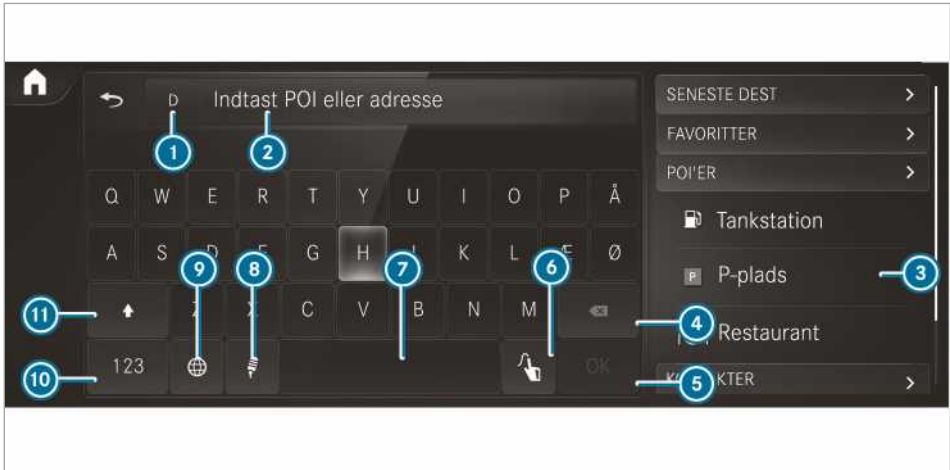 D Indtast POI eller adresse
1 2
Q W E R T Y U I O P Å
A S D F G H K L Æ Ø
9 8 7 6
11 Z X C V B N M
10 123 OK
SENESTE DEST
FAVORITTER
POI'ER
Tankstation
P P-plads 3
4 Restaurant
5 KTER